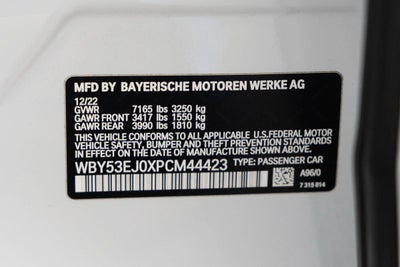 MFD BY BAYERISCHE MOTOREN WERKE AG
12/22
GVWR 7165 lbs 3250 kg
GAWR FRONT 3417 lbs 1550 kg
GAWR REAR 3990 lbs 1810 kg
THIS VEHICLE CONFORMS TO ALL APPLICABLE U.S.FEDERAL MOTOR
VEHICLE SAFETY, BUMPER, AND THEFT PREVENTION STANDARDS
IN EFFECT ON THE DATE OF MANUFACTURE SHOWN ABOVE.
WBY53EJ0XPCM44423 TYPE: PASSENGER CAR
A96/0
7 315 814